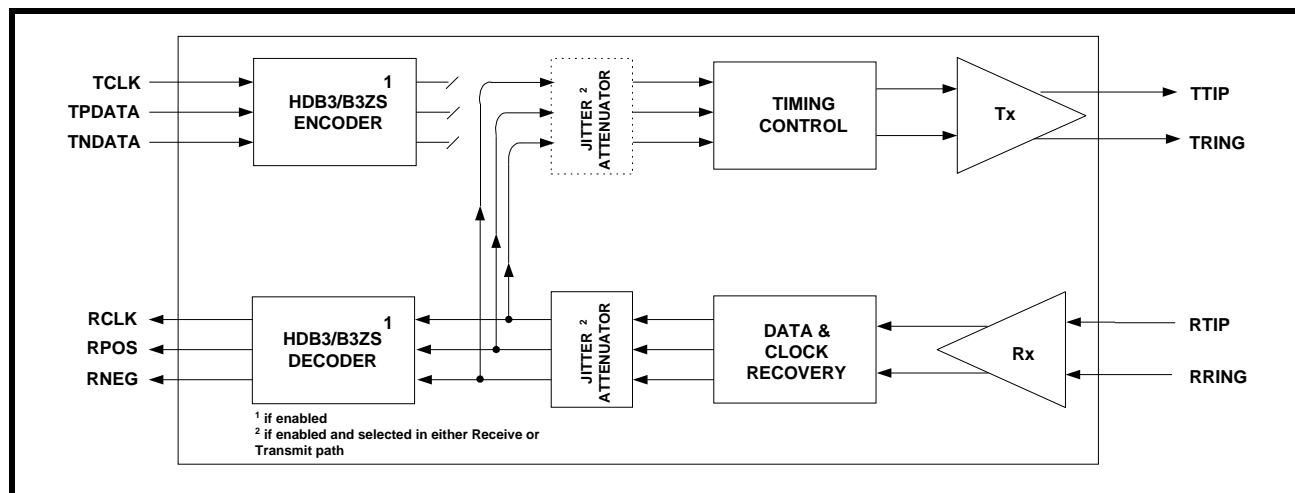 TCLK
TPDATA
TNDATA
HDB3/B3ZS 1
ENCODER
JITTER 2
ATTENUATOR
TIMING
CONTROL
Tx
TTIP
TRING
RCLK
RPOS
RNEG
HDB3/B3ZS 1
DECODER
JITTER 2
ATTENUATOR
DATA &
CLOCK
RECOVERY
Rx
RTIP
RRING
1 if enabled
2 if enabled and selected in either Receive or
Transmit path